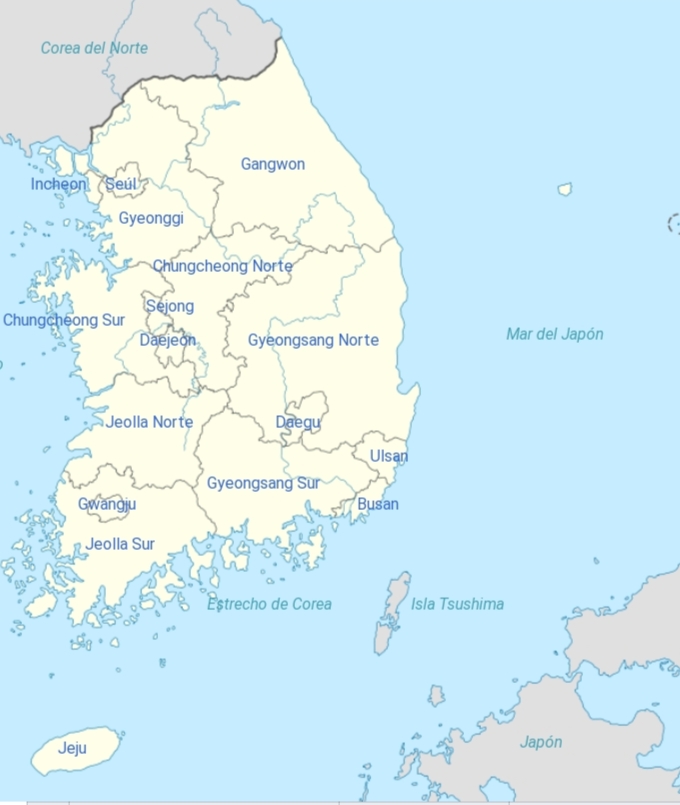 Corea del Norte
Gangwon
Incheon
Seúl
Gyeonggi
Chungcheong Norte
Sejong
Chungcheong Sur
Daejeon
Gyeongsang Norte
Mar del Japón
Jeolla Norte
Daegu
Ulsan
Gyeongsang Sur
Gwangju
Busan
Jeolla Sur
Estrecho de Corea
Isla Tsushima
Jeju
Japón